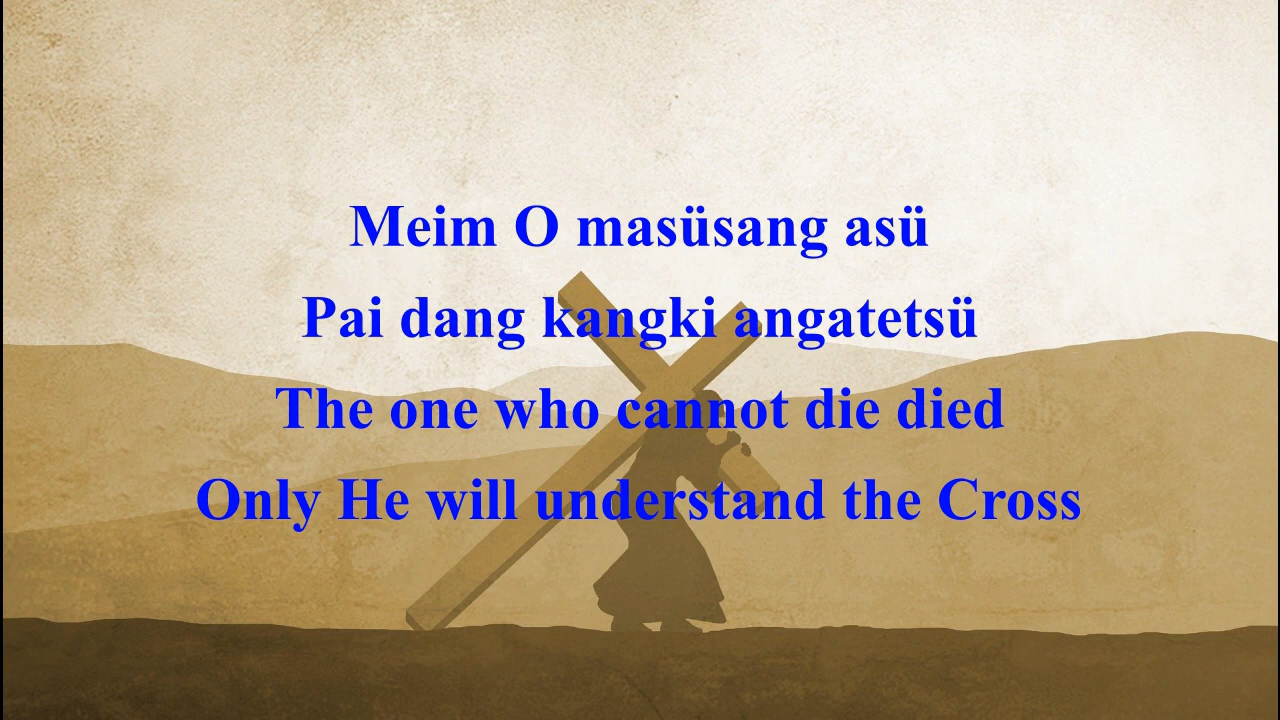 Meim O masüsang asü
Pai dang kangki angatetsü
The one who cannot die died
Only He will understand the Cross